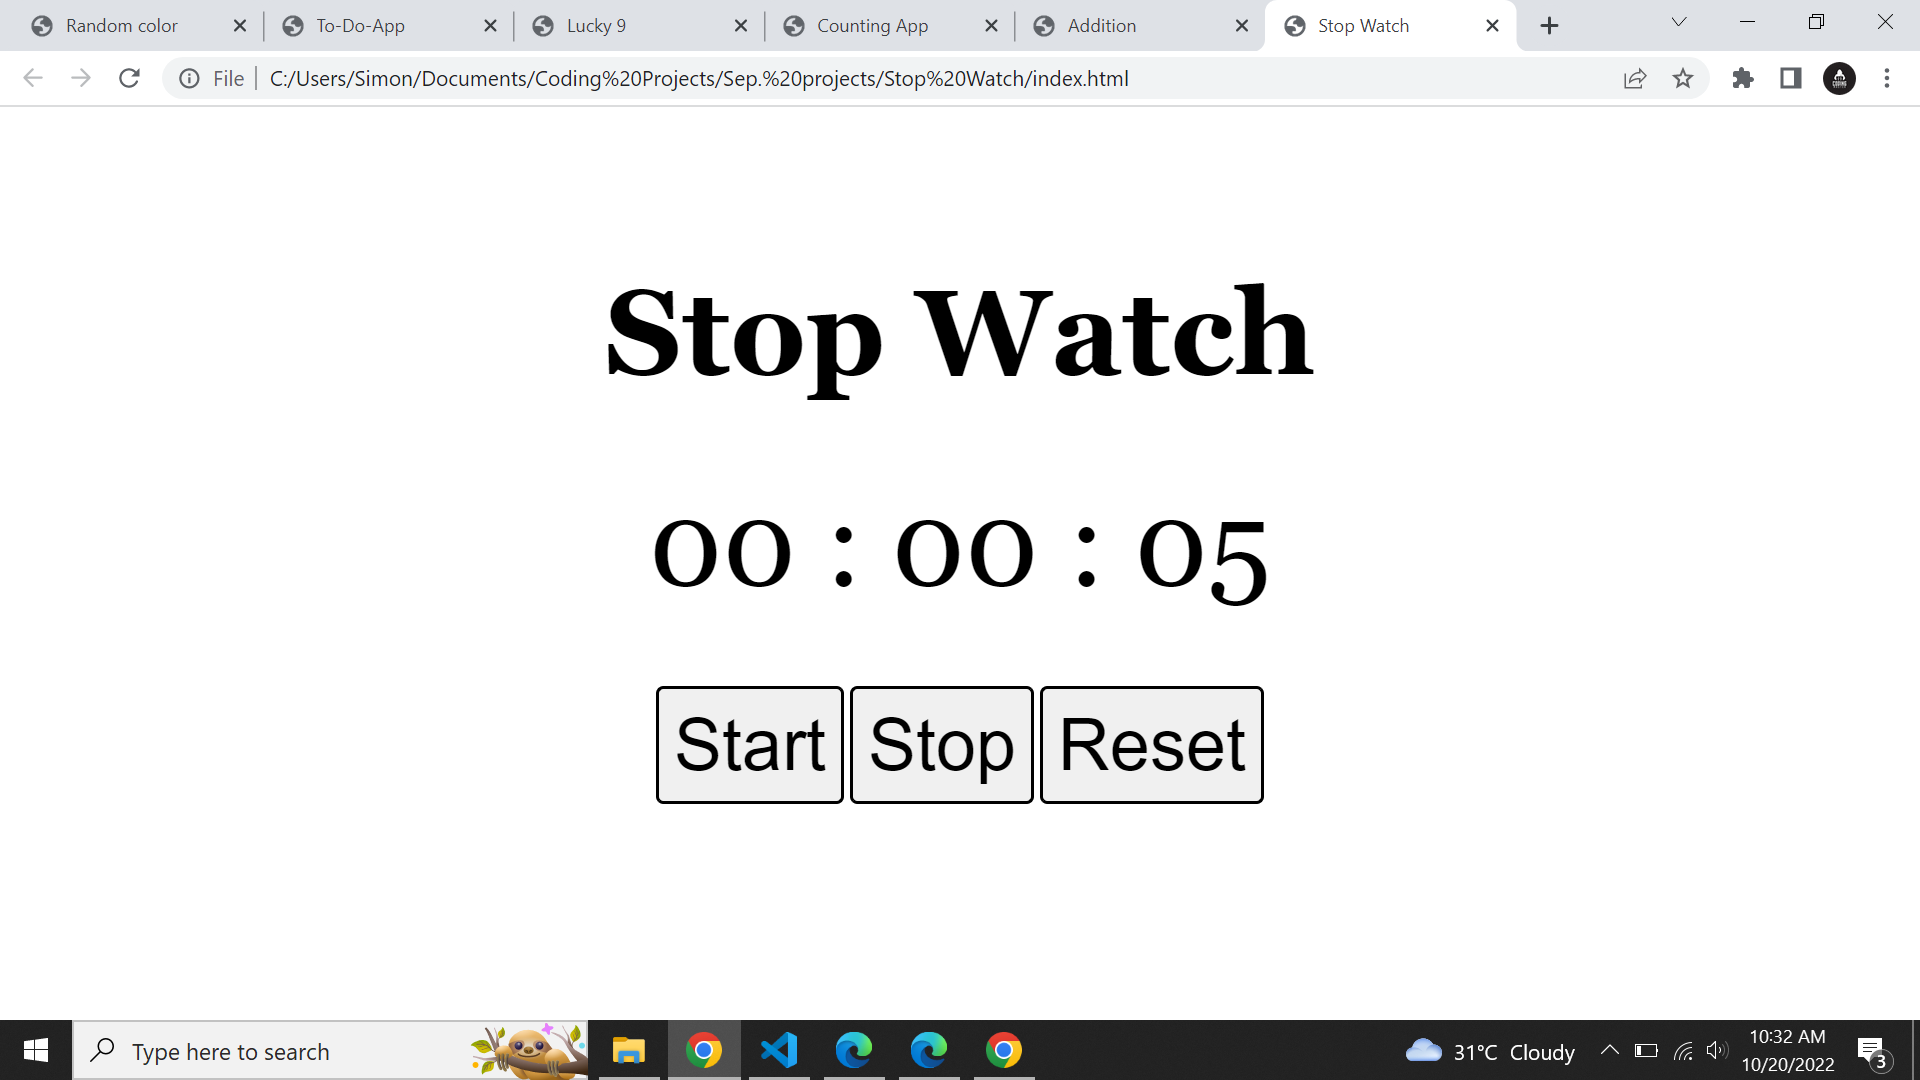 Random color
To-Do-App
Lucky 9
Counting App
Addition
Stop Watch
File
C:/Users/Simon/Documents/Coding%20Projects/Sep.%20projects/Stop%20Watch/index.html
Stop Watch
00 : 00 : 05
Start Stop Reset
Type here to search
31°C Cloudy
10:32 AM
10/20/2022
3